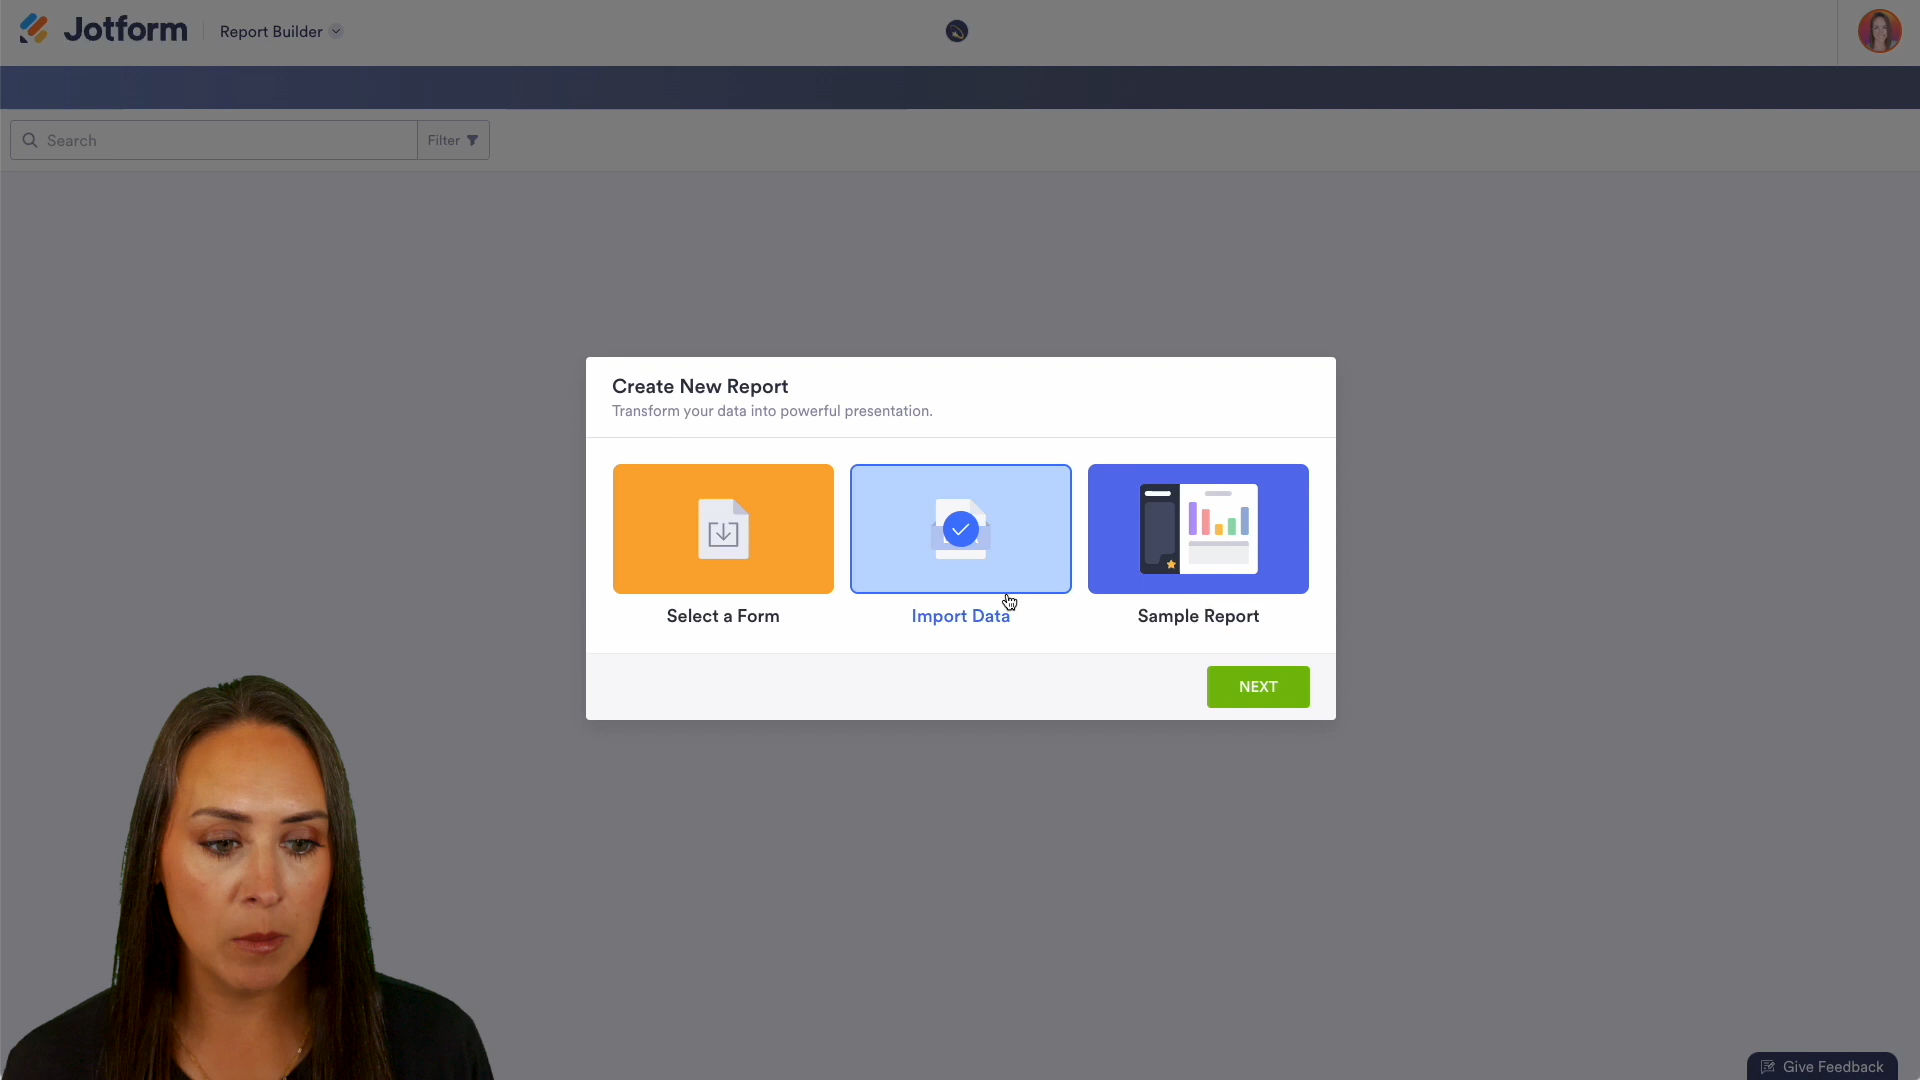 Jotform
Report Builder
Search
Filter
Create New Report
Transform your data into powerful presentation.
Select a Form
Import Data
Sample Report
NEXT
Give Feedback